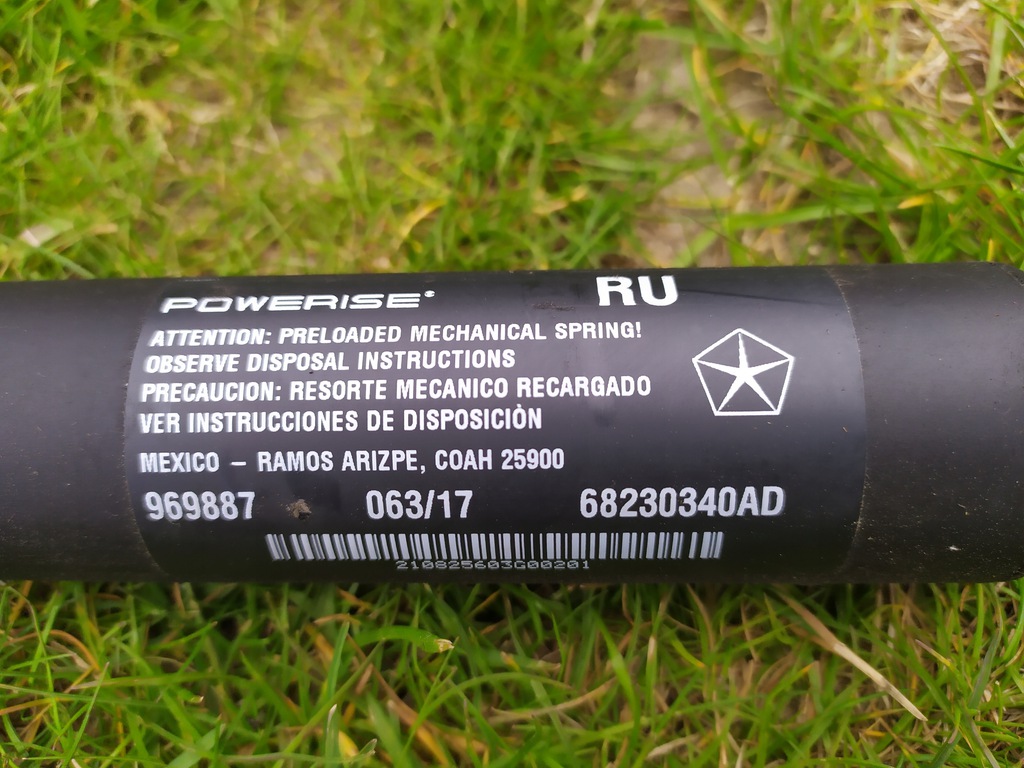 POWERISE®
RU
ATTENTION: PRELOADED MECHANICAL SPRING!
OBSERVE DISPOSAL INSTRUCTIONS
PRECAUCION: RESORTE MECANICO RECARGADO
VER INSTRUCCIONES DE DISPOSICIÒN
MEXICO – RAMOS ARIZPE, COAH 25900
969887 063/17 68230340AD
210825603G00201